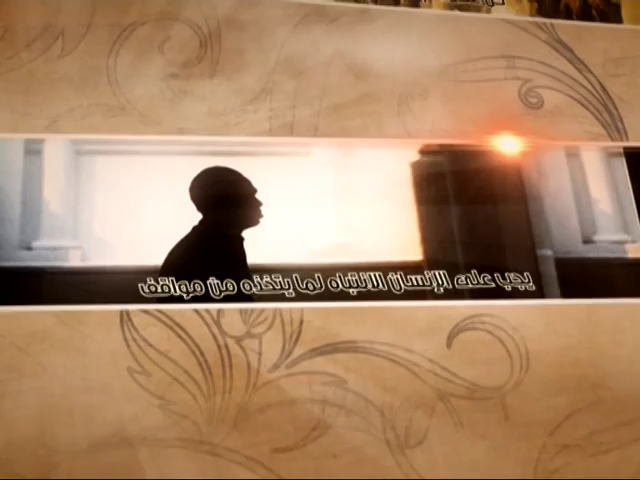 يجب على الإنسان الانتباه لما يتخذه من مواقف